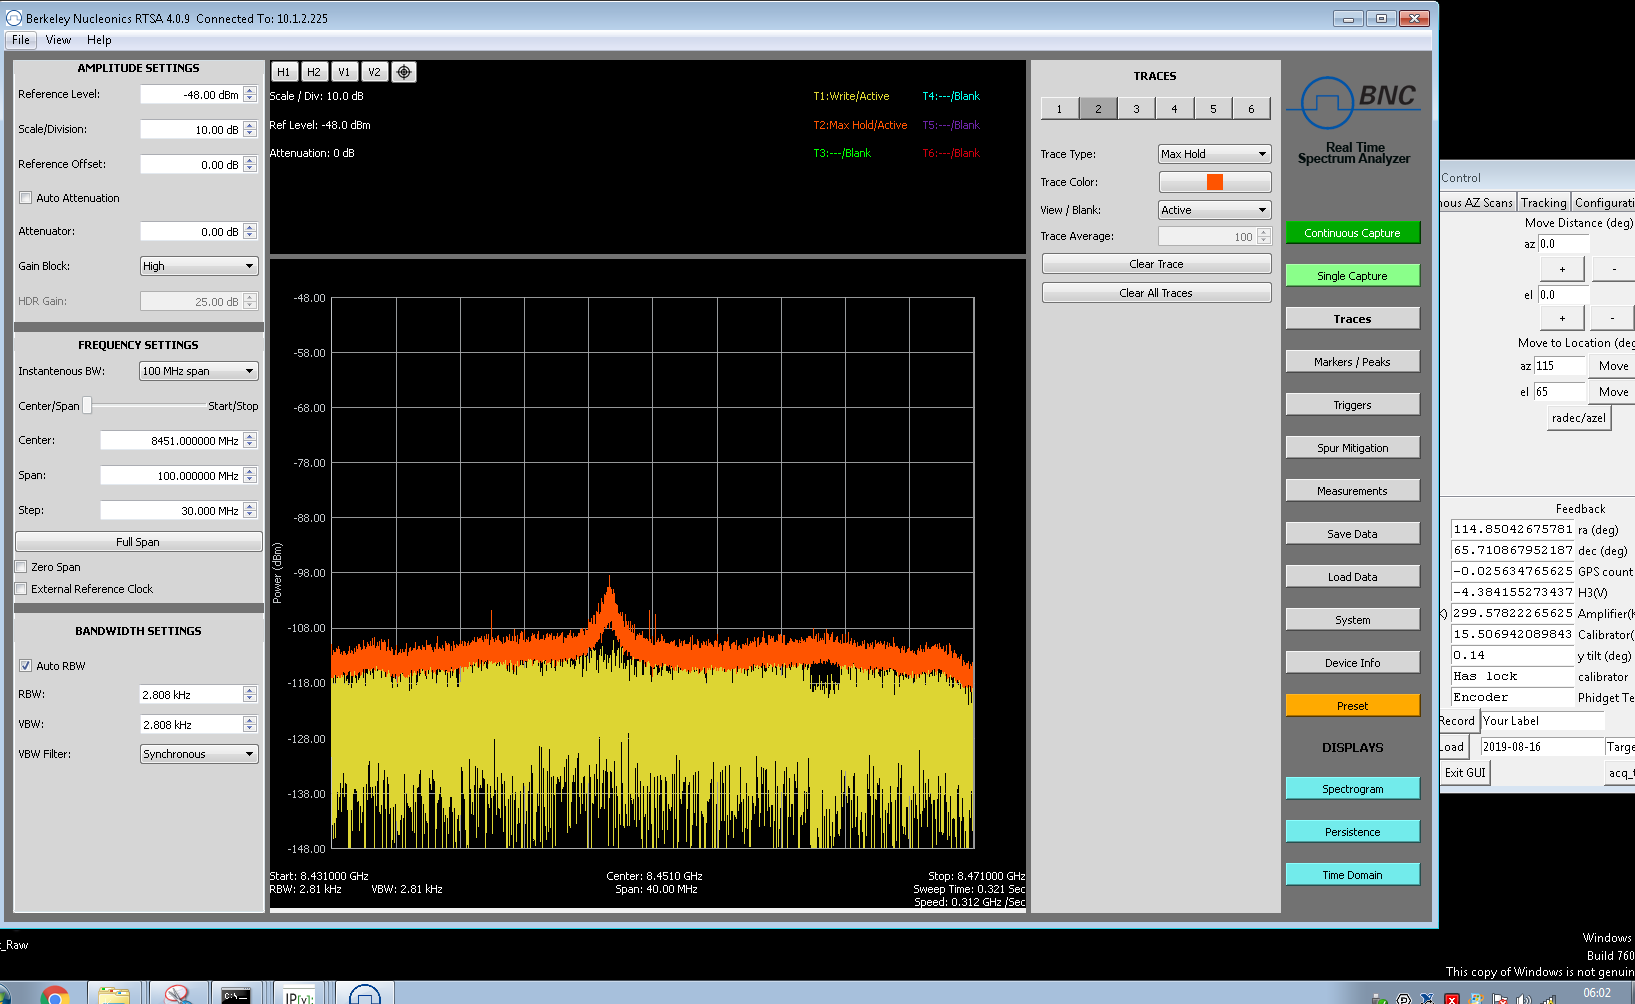 Berkeley Nucleonics RTSA 4.0.9 Connected To: 10.1.2.225
File View Help
AMPLITUDE SETTINGS
Reference Level: -48.00 dBm
Scale/Division: 10.00 dB
Reference Offset: 0.00 dB
Auto Attenuation
Attenuator: 0.00 dB
Gain Block: High
HDR Gain: 25.00 dB
FREQUENCY SETTINGS
Instantenous BW: 100 MHz span
Center/Span Start/Stop
Center: 8451.000000 MHz
Span: 100.000000 MHz
Step: 30.000 MHz
Full Span
Zero Span
External Reference Clock
BANDWIDTH SETTINGS
Auto RBW
RBW: 2.808 kHz
VBW: 2.808 kHz
VBW Filter: Synchronous
H1 H2 V1 V2
Scale / Div: 10.0 dB T1:Write/Active T4:---/Blank
Ref Level: -48.0 dBm T2:Max Hold/Active T5:---/Blank
Attenuation: 0 dB T3:---/Blank T6:---/Blank
Power (dBm)
-48.00
-58.00
-68.00
-78.00
-88.00
-98.00
-108.00
-118.00
-128.00
-138.00
-148.00
Start: 8.431000 GHz Center: 8.4510 GHz Stop: 8.471000 GHz
RBW: 2.81 kHz VBW: 2.81 kHz Span: 40.00 MHz Sweep Time: 0.321 Sec
Speed: 0.312 GHz /Sec
TRACES
1 2 3 4 5 6
Trace Type: Max Hold
Trace Color:
View / Blank: Active
Trace Average: 100
Clear Trace
Clear All Traces
BNC
Real Time
Spectrum Analyzer
Continuous Capture
Single Capture
Traces
Markers / Peaks
Triggers
Spur Mitigation
Measurements
Save Data
Load Data
System
Device Info
Preset
DISPLAYS
Spectrogram
Persistence
Time Domain
Control
nous AZ Scans Tracking Configurati
Move Distance (deg)
az 0.0
+ -
el 0.0
+ -
Move to Location (deg
az 115 Move
el 65 Move
radec/azel
Feedback
114.85042675781 ra (deg)
65.710867952187 dec (deg)
-0.025634765625 GPS count
-4.384155273437 H3(V)
) 299.57822265625 Amplifier(K
15.506942089843 Calibrator(
0.14 y tilt (deg)
Has lock calibrator
Encoder Phidget Te
Record Your Label
Load 2019-08-16 Targe
Exit GUI acq_t
t_Raw
Windows
Build 760
This copy of Windows is not genuin
C:\_
IP[y]:
06:02